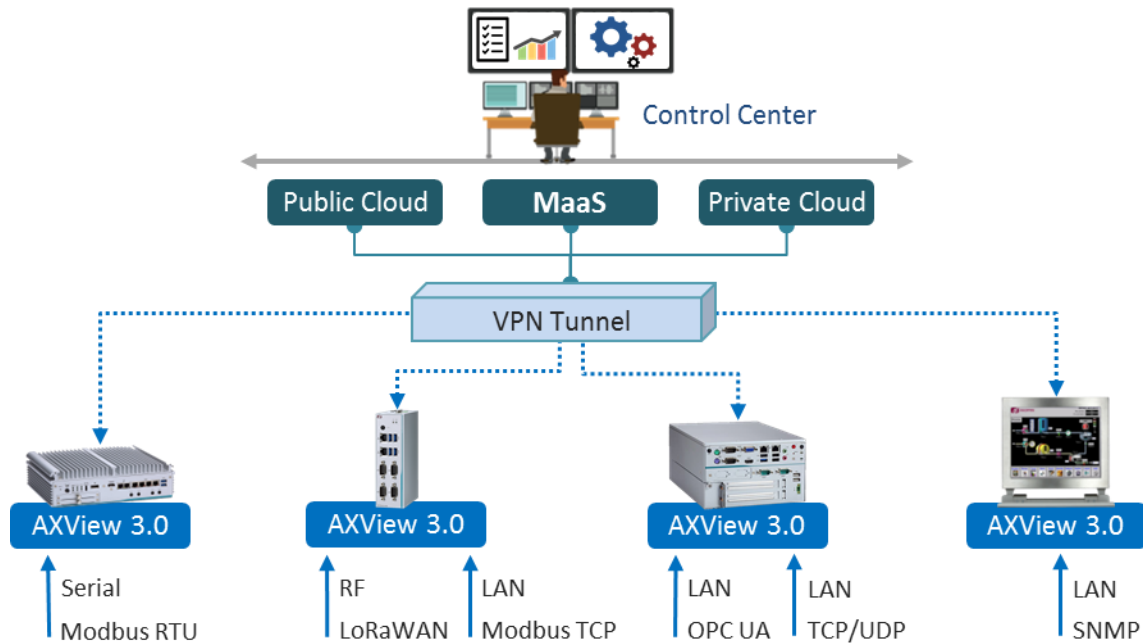 Control Center
Public Cloud
MaaS
Private Cloud
VPN Tunnel
AXView 3.0
AXView 3.0
AXView 3.0
AXView 3.0
Serial
Modbus RTU
RF
LoRaWAN
LAN
Modbus TCP
LAN
OPC UA
LAN
TCP/UDP
LAN
SNMP